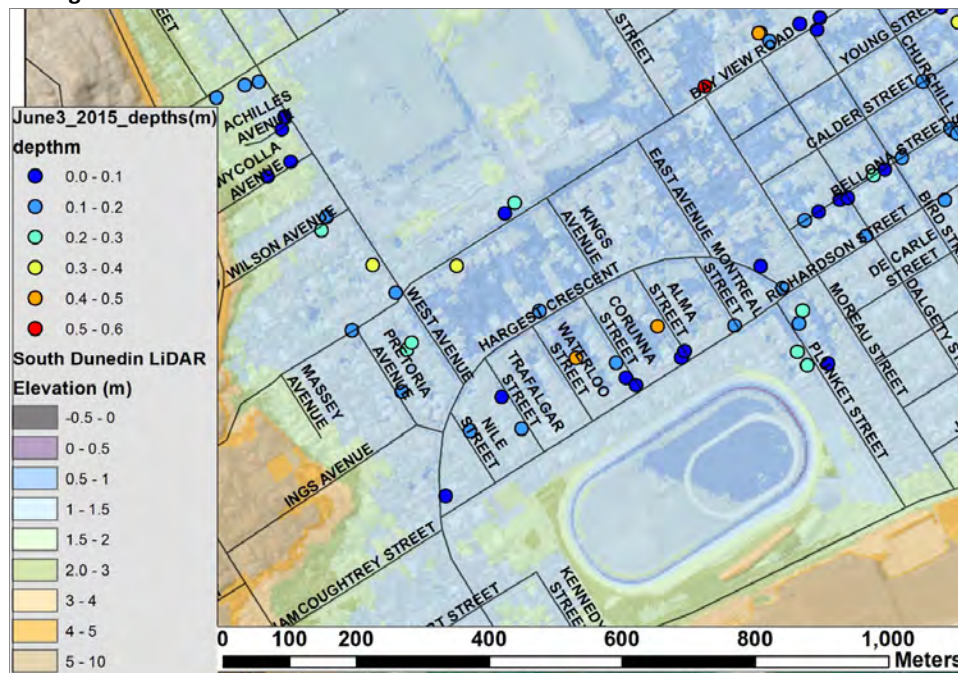 STREET
BAY VIEW ROAD
YOUNG STREET
CHURCHILL
CALDER STREET
BELLONA STREET
BIRD STREET
ACHILLES
AVENUE
WYCOLLA
AVENUE
WILSON AVENUE
EAST AVENUE
MONTREAL
STREET
KINGS
AVENUE
RICHARDSON STREET
DE CARLE
STREET
DALGETY
MOREAU STREET
PLUNKET STREET
WEST AVENUE
HARGEST CRESCENT
ALMA
STREET
CORUNNA
STREET
WATERLOO
STREET
TRAFALGAR
STREET
NILE
STREET
PRETORIA
AVENUE
MASSEY
AVENUE
INGS AVENUE
COUGHTREY STREET
KENNEDY
STREET
June3_2015_depths(m)
depthm
0.0 - 0.1
0.1 - 0.2
0.2 - 0.3
0.3 - 0.4
0.4 - 0.5
0.5 - 0.6
South Dunedin LiDAR
Elevation (m)
-0.5 - 0
0 - 0.5
0.5 - 1
1 - 1.5
1.5 - 2
2.0 - 3
3 - 4
4 - 5
5 - 10
0 100 200 400 600 800 1,000
Meters